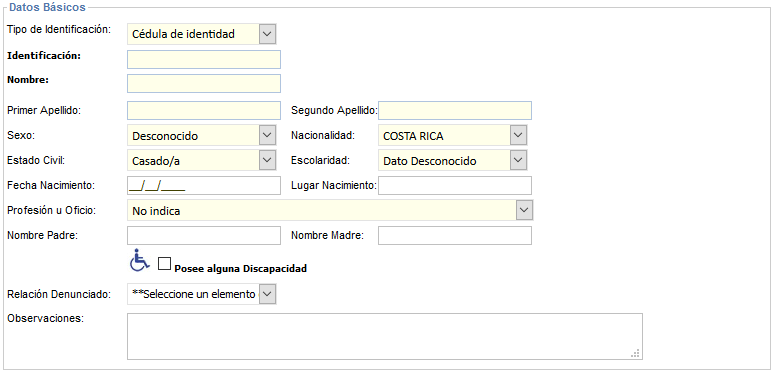 Datos Básicos
Tipo de Identificación: Cédula de identidad
Identificación:
Nombre:
Primer Apellido: Segundo Apellido:
Sexo: Desconocido Nacionalidad: COSTA RICA
Estado Civil: Casado/a Escolaridad: Dato Desconocido
Fecha Nacimiento: __/__/____ Lugar Nacimiento:
Profesión u Oficio: No indica
Nombre Padre: Nombre Madre:
Posee alguna Discapacidad
Relación Denunciado: **Seleccione un elemento
Observaciones: